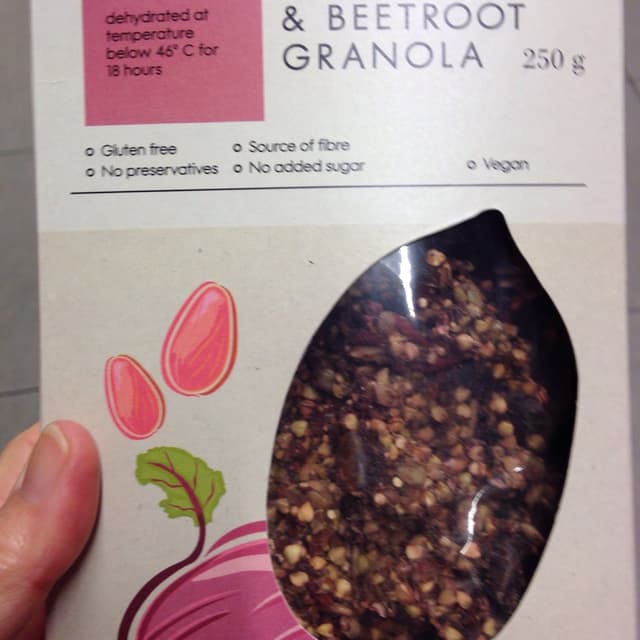 dehydrated at
temperature
below 46° C for
18 hours
& BEETROOT
GRANOLA 250 g
o Gluten free o Source of fibre
o No preservatives o No added sugar o Vegan